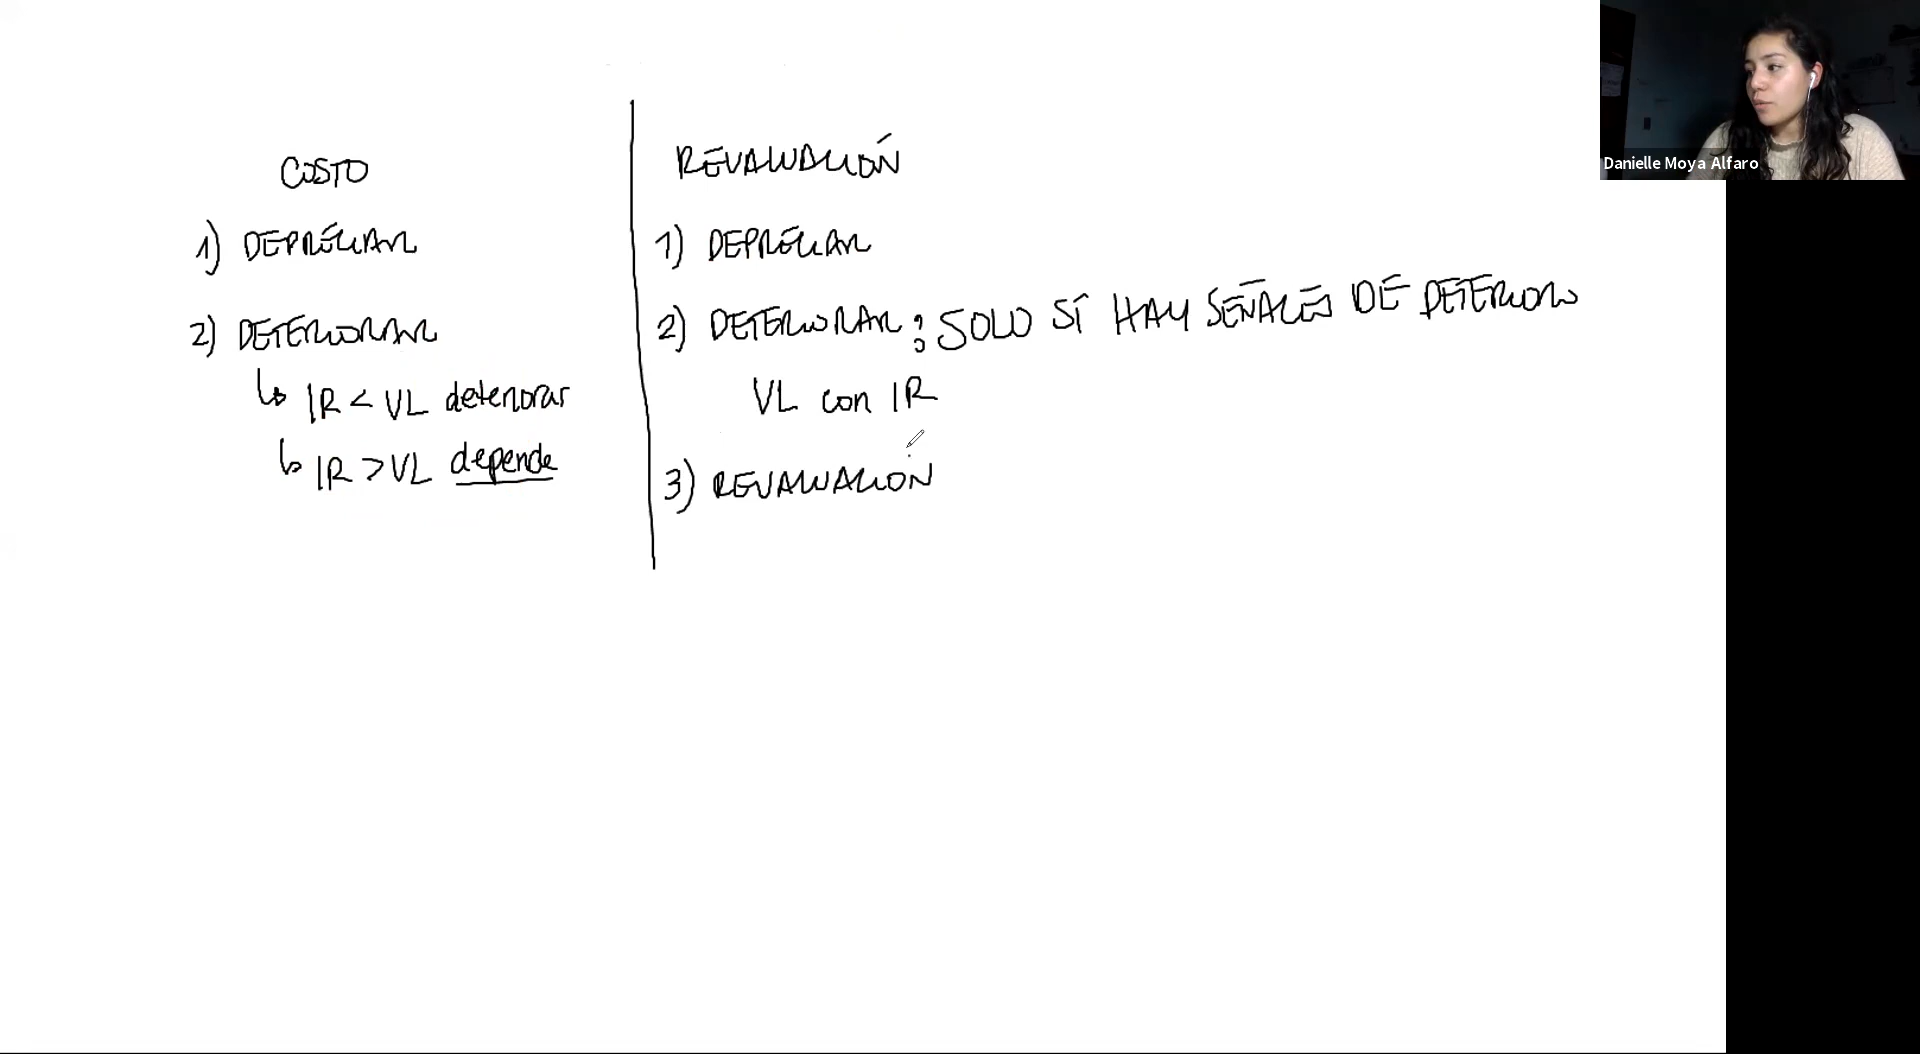 COSTO
1) DEPRECIAR
2) DETERIORAR
↳ IR < VL deteriorar
↳ IR > VL depende
REVALUACIÓN
1) DEPRECIAR
2) DETERIORAR: SOLO SÍ HAY SEÑALES DE DETERIORO
VL con IR
3) REVALUACIÓN
Danielle Moya Alfaro